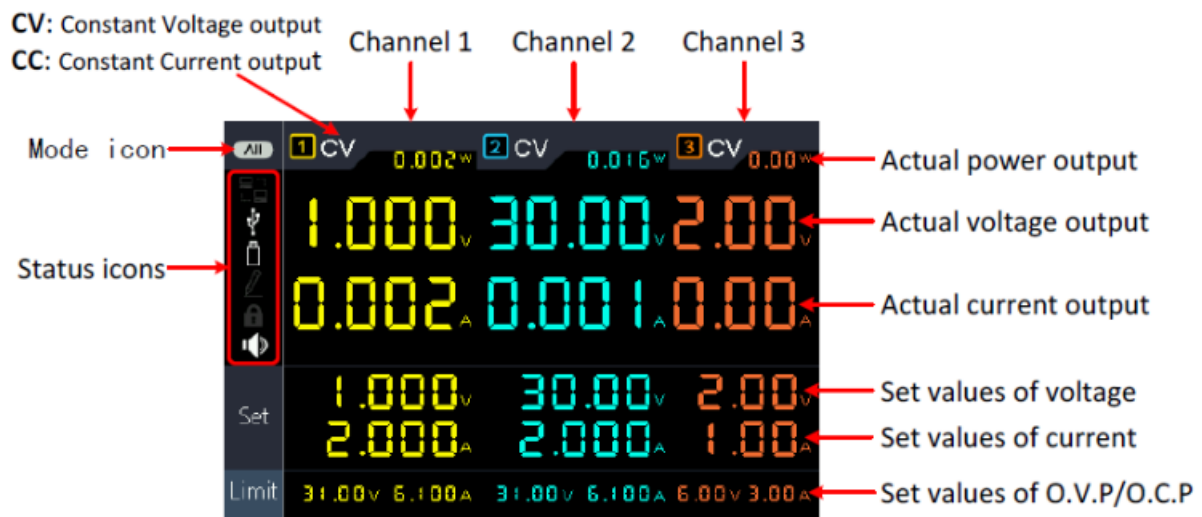 CV: Constant Voltage output
CC: Constant Current output
Channel 1 Channel 2 Channel 3
Mode icon
All 1 CV 0.002W 2 CV 0.016W 3 CV 0.00W
Actual power output
1.000V 30.00V 2.00V
Actual voltage output
Status icons
0.002A 0.001A 0.00A
Actual current output
Set
1.000V 30.00V 2.00V
Set values of voltage
2.000A 2.000A 1.00A
Set values of current
Limit 31.00V 6.100A 31.00V 6.100A 6.00V 3.00A
Set values of O.V.P/O.C.P